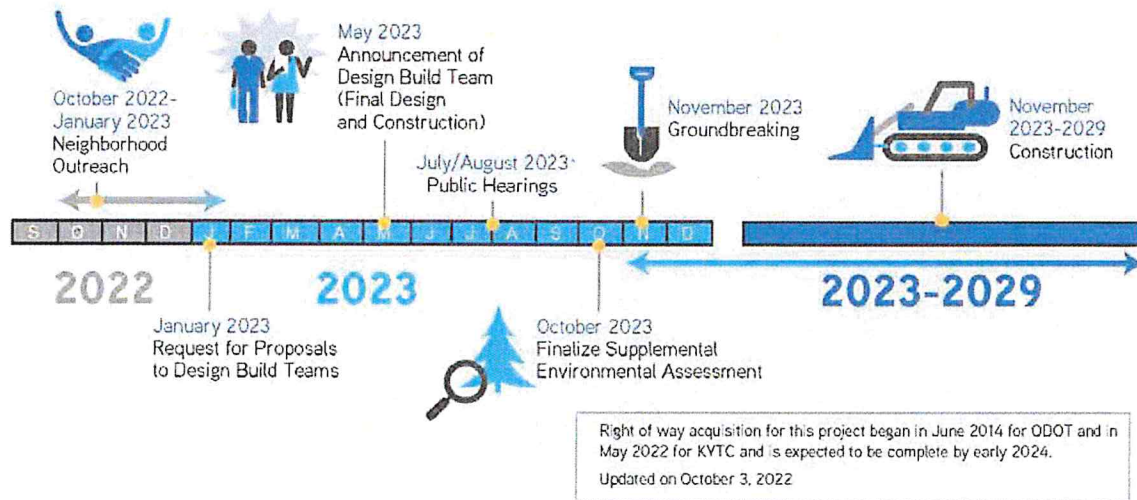 October 2022-
January 2023
Neighborhood
Outreach
May 2023
Announcement of
Design Build Team
(Final Design
and Construction)
July/August 2023
Public Hearings
November 2023
Groundbreaking
November
2023-2029
Construction
S O N D J F M A M J J A S O N D
2022
2023
2023-2029
January 2023
Request for Proposals
to Design Build Teams
October 2023
Finalize Supplemental
Environmental Assessment
Right of way acquisition for this project began in June 2014 for ODOT and in
May 2022 for KYTC and is expected to be complete by early 2024.
Updated on October 3, 2022